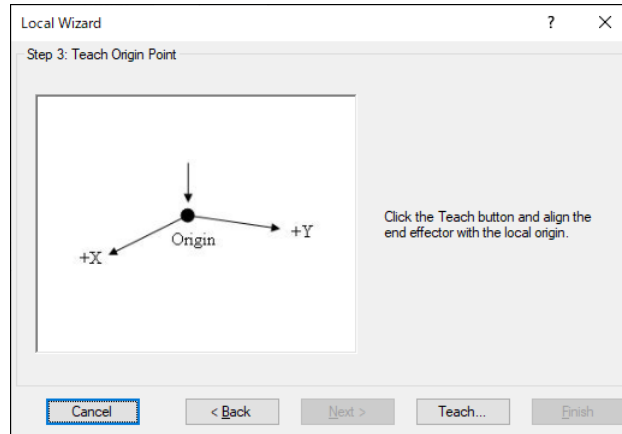 Local Wizard
?
Step 3: Teach Origin Point
+X
Origin
+Y
Click the Teach button and align the
end effector with the local origin.
Cancel
< Back
Next >
Teach...
Finish